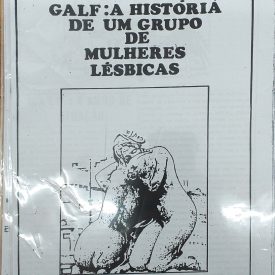 GALF: A HISTÓRIA
DE UM GRUPO
DE
MULHERES
LÉSBICAS